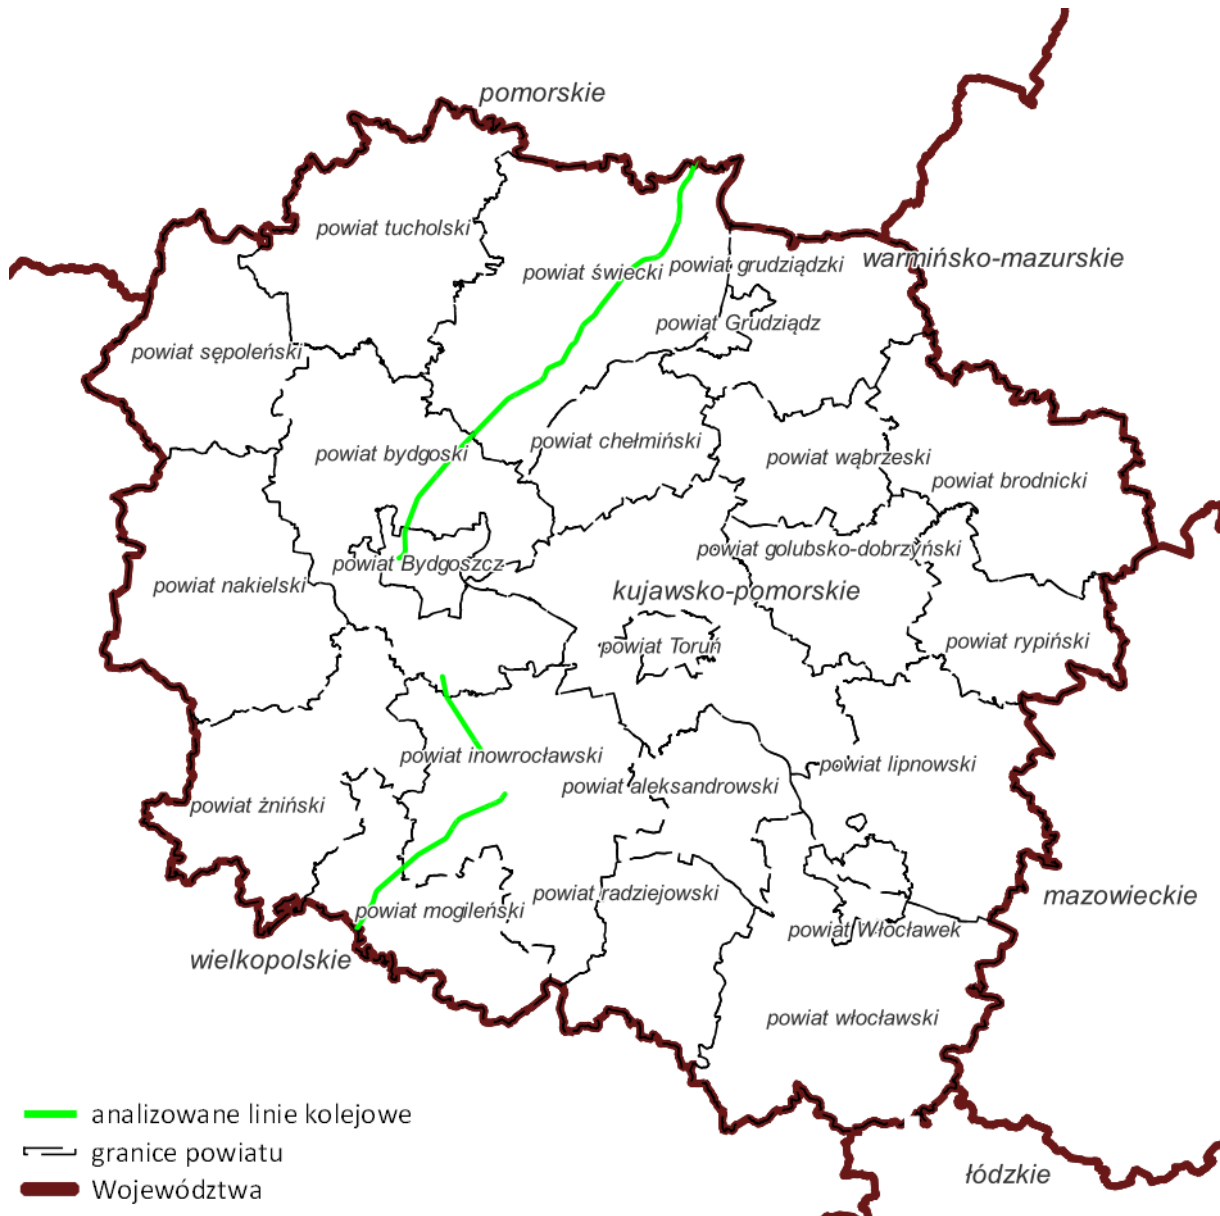 pomorskie
powiat tucholski
warmińsko-mazurskie
powiat świecki
powiat grudziądzki
powiat Grudziądz
powiat sępoleński
powiat bydgoski
powiat chełmiński
powiat wąbrzeski
powiat brodnicki
powiat Bydgoszcz
powiat golubsko-dobrzyński
powiat nakielski
kujawsko-pomorskie
powiat Toruń
powiat rypiński
powiat inowrocławski
powiat lipnowski
powiat aleksandrowski
powiat żniński
powiat radziejowski
mazowieckie
powiat mogileński
powiat Włocławek
wielkopolskie
powiat włocławski
łódzkie
analizowane linie kolejowe
granice powiatu
Województwa